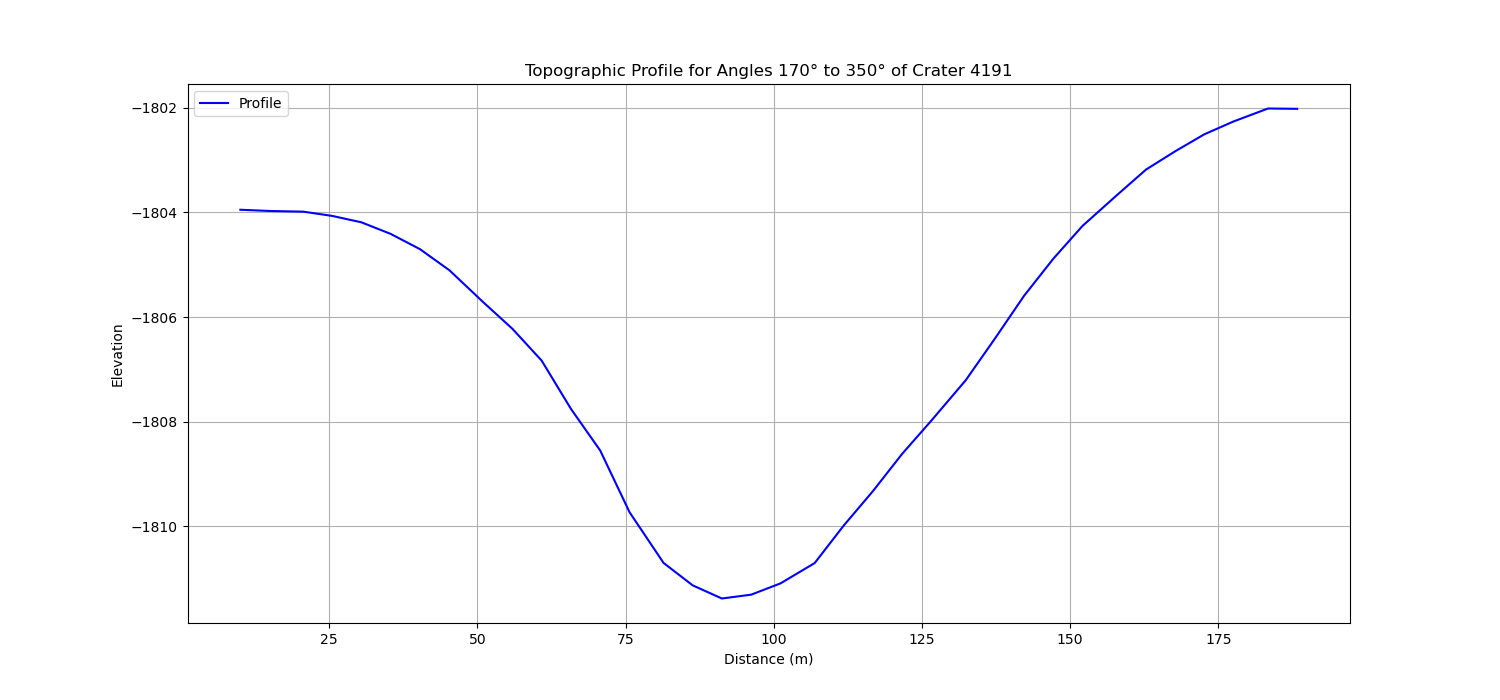 Topographic Profile for Angles 170° to 350° of Crater 4191
Profile
−1802
−1804
−1806
−1808
−1810
Elevation
25 50 75 100 125 150 175
Distance (m)